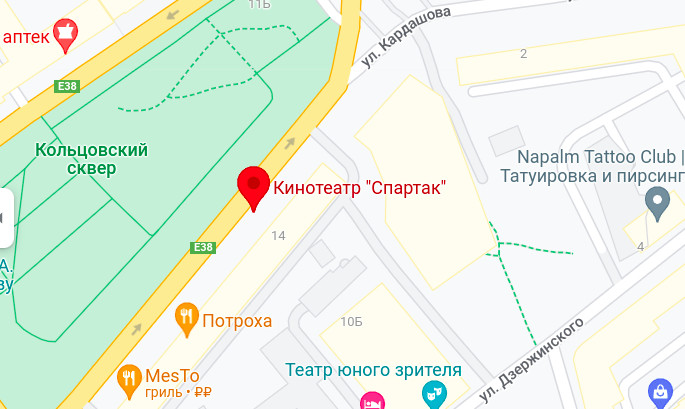 11Б
аптек
ул. Кардашова
2
E38
Кольцовский
сквер
Napalm Tattoo Club |
Татуировка и пирсинг
Кинотеатр "Спартак"
14
E38
4
А.
ву
Потроха
10Б
ул. Дзержинского
Театр юного зрителя
MesTo
гриль • ₽₽